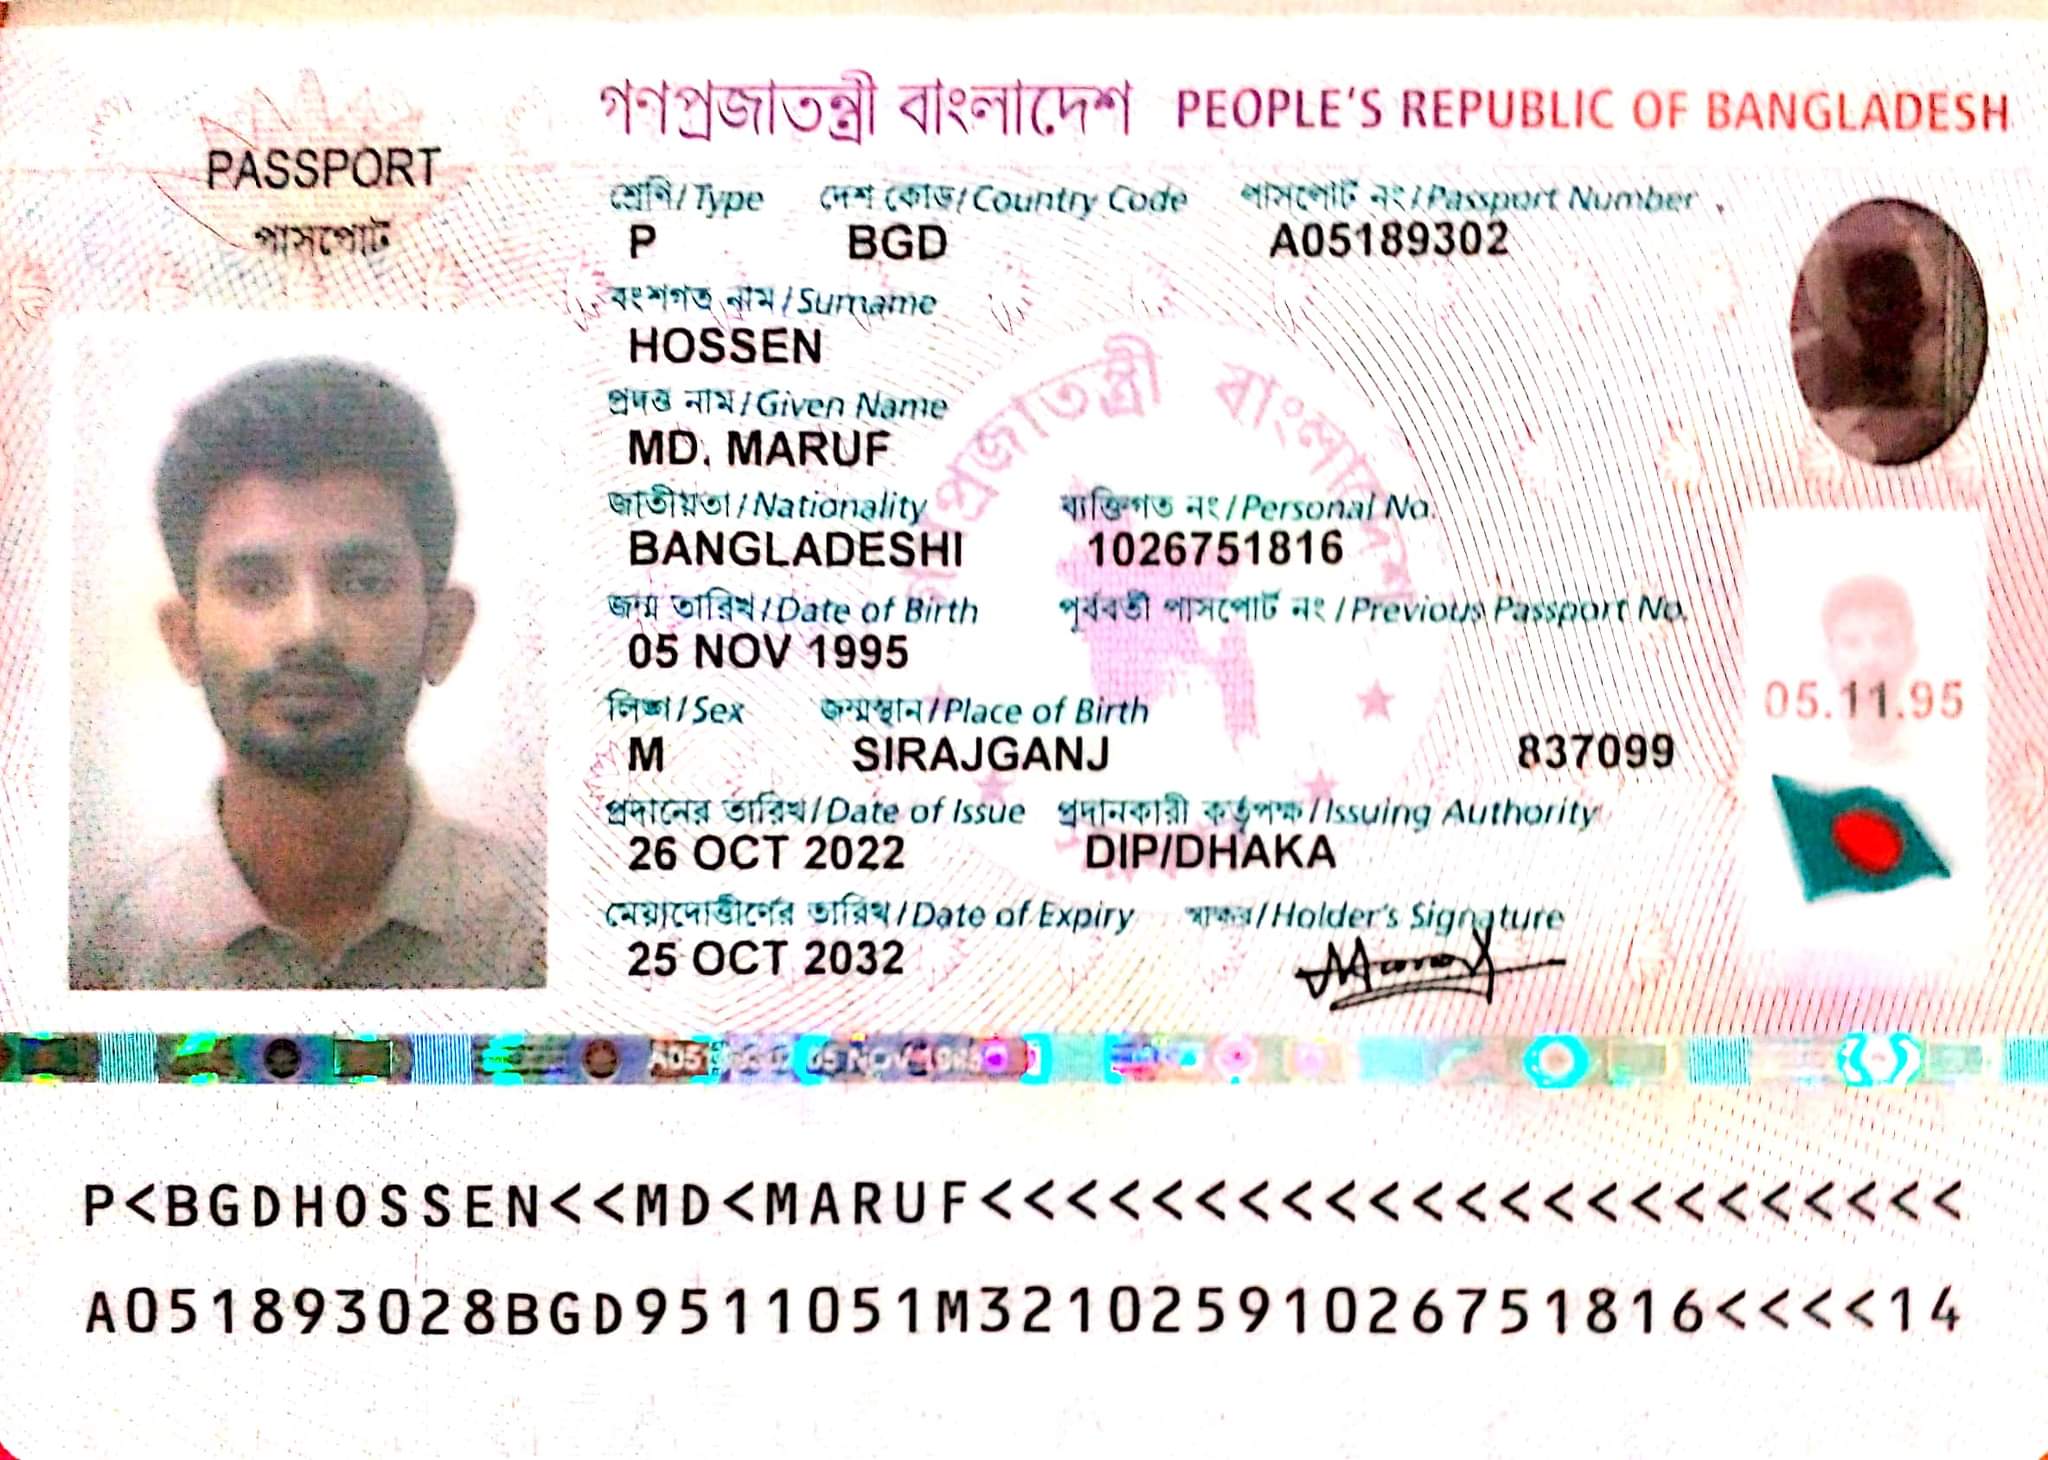 গণপ্রজাতন্ত্রী বাংলাদেশ PEOPLE'S REPUBLIC OF BANGLADESH
PASSPORT
পাসপোর্ট
শ্রেণি/Type দেশ কোড/Country Code পাসপোর্ট নং/Passport Number
P BGD A05189302
বংশগত নাম/Surname
HOSSEN
প্রদত্ত নাম/Given Name
MD. MARUF
জাতীয়তা/Nationality ব্যক্তিগত নং/Personal No.
BANGLADESHI 1026751816
জন্ম তারিখ/Date of Birth পূর্ববর্তী পাসপোর্ট নং/Previous Passport No.
05 NOV 1995
লিঙ্গ/Sex জন্মস্থান/Place of Birth
M SIRAJGANJ 837099
05.11.95
প্রদানের তারিখ/Date of Issue প্রদানকারী কর্তৃপক্ষ/Issuing Authority
26 OCT 2022 DIP/DHAKA
মেয়াদোত্তীর্ণের তারিখ/Date of Expiry স্বাক্ষর/Holder's Signature
25 OCT 2032
গণপ্রজাতন্ত্রী বাংলাদেশ
05 NOV 1995
P<BGDHOSSEN<<MD<MARUF<<<<<<<<<<<<<<<<<<<<<<<
A051893028BGD9511051M32102591026751816<<<<14